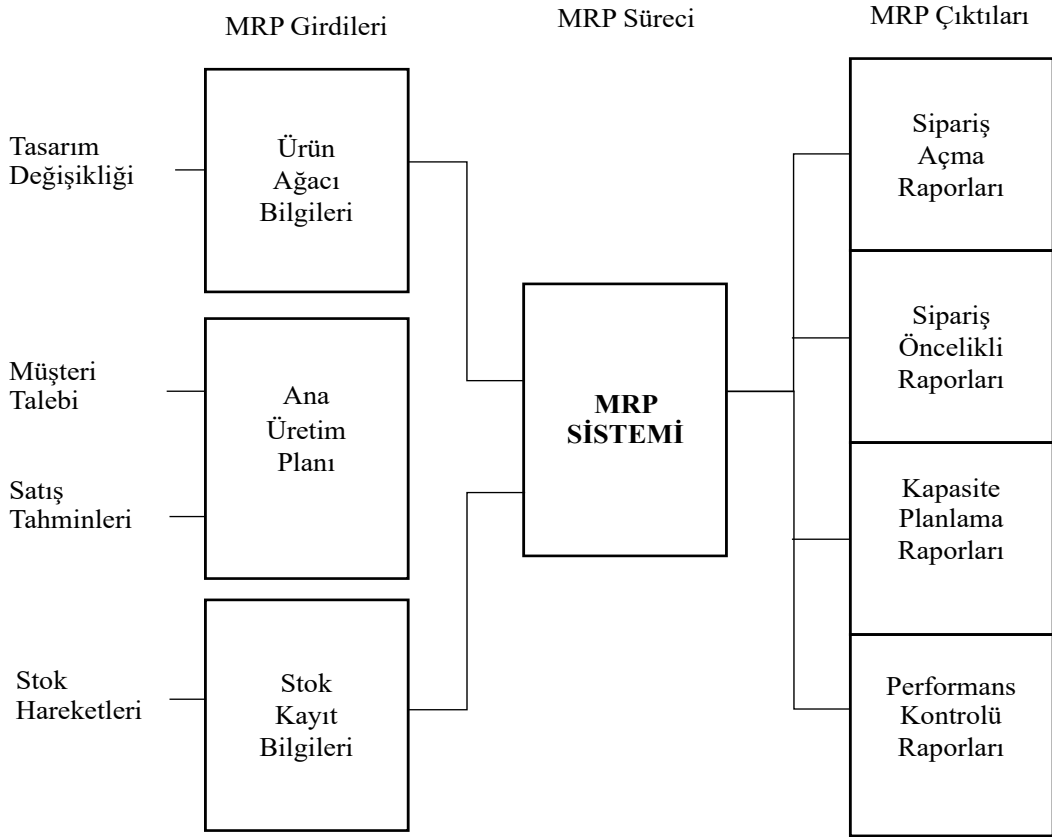 MRP Girdileri
MRP Süreci
MRP Çıktıları
Tasarım
Değişikliği
Ürün
Ağacı
Bilgileri
Müşteri
Talebi
Satış
Tahminleri
Ana
Üretim
Planı
Stok
Hareketleri
Stok
Kayıt
Bilgileri
MRP
SİSTEMİ
Sipariş
Açma
Raporları
Sipariş
Öncelikli
Raporları
Kapasite
Planlama
Raporları
Performans
Kontrolü
Raporları